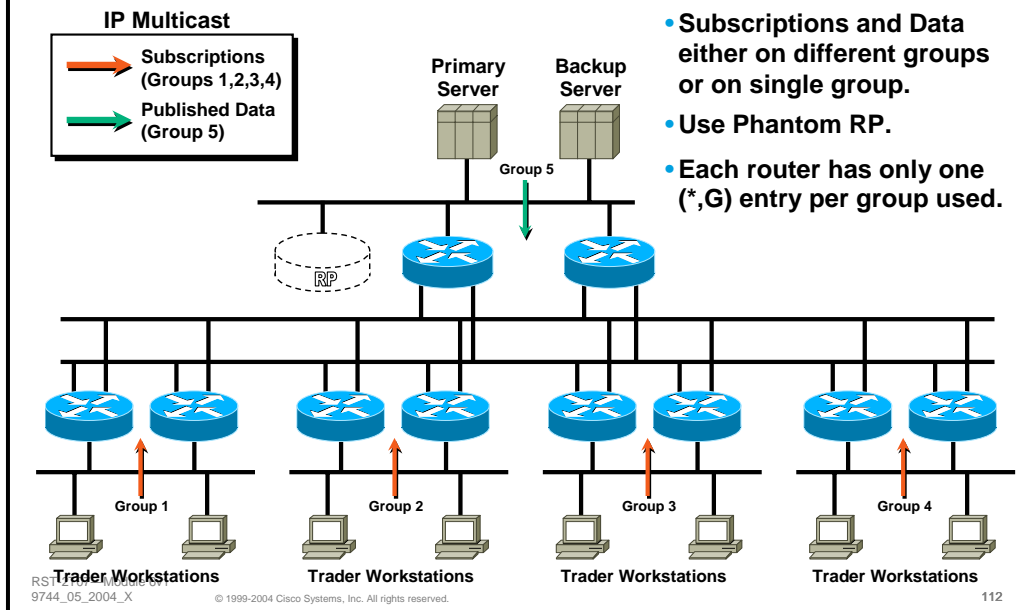 IP Multicast
Subscriptions
(Groups 1,2,3,4)
Published Data
(Group 5)
Primary
Server
Backup
Server
• Subscriptions and Data
either on different groups
or on single group.
• Use Phantom RP.
• Each router has only one
(*,G) entry per group used.
Group 5
RP
Group 1
Group 2
Group 3
Group 4
Trader Workstations
Trader Workstations
Trader Workstations
Trader Workstations
9744_05_2004_X
© 1999-2004 Cisco Systems, Inc. All rights reserved.
112